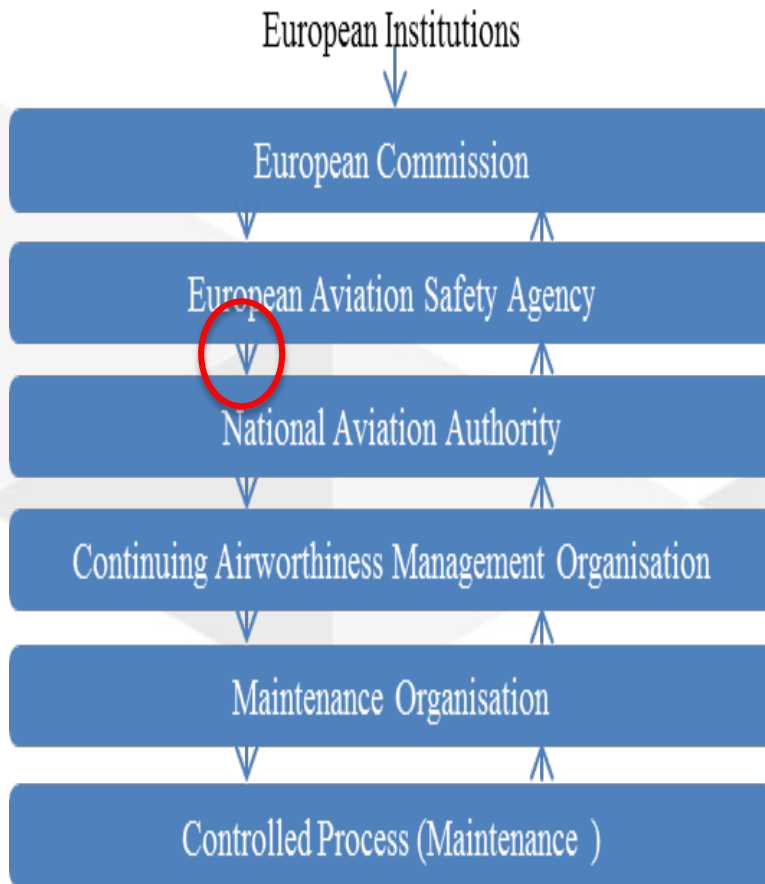 European Institutions
European Commission
European Aviation Safety Agency
National Aviation Authority
Continuing Airworthiness Management Organisation
Maintenance Organisation
Controlled Process (Maintenance )